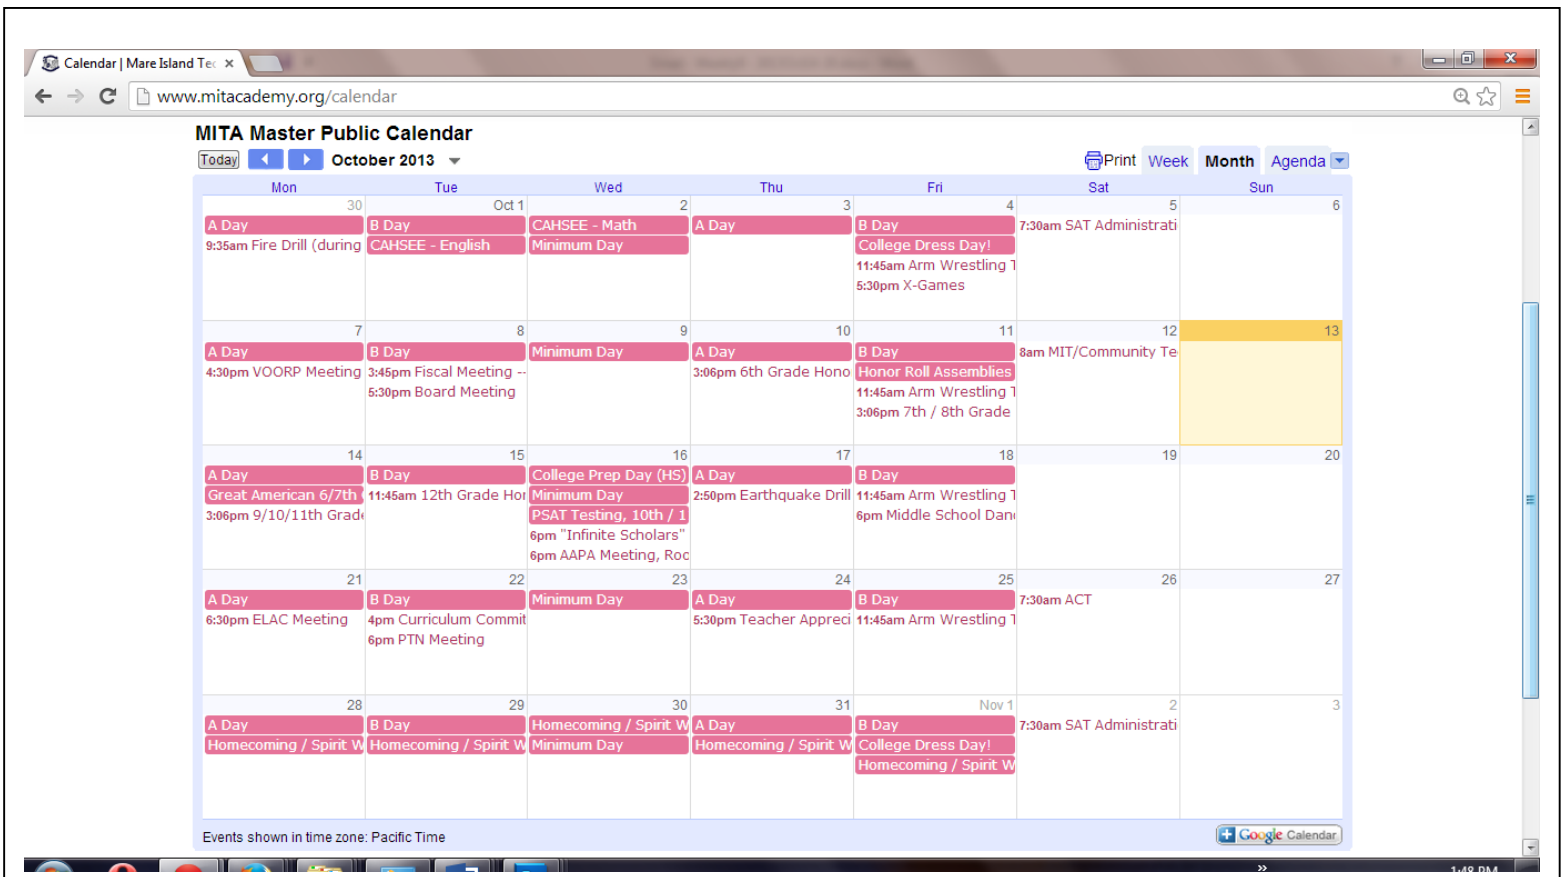 Calendar | Mare Island Tec
www.mitacademy.org/calendar
MITA Master Public Calendar
Today October 2013 Print Week Month Agenda
Mon Tue Wed Thu Fri Sat Sun
30 Oct 1 2 3 4 5 6
A Day B Day CAHSEE - Math A Day B Day 7:30am SAT Administrati
9:35am Fire Drill (during CAHSEE - English Minimum Day College Dress Day!
11:45am Arm Wrestling T
5:30pm X-Games
7 8 9 10 11 12 13
A Day B Day Minimum Day A Day B Day 8am MIT/Community Te
4:30pm VOORP Meeting 3:45pm Fiscal Meeting -- 3:06pm 6th Grade Hono Honor Roll Assemblies
5:30pm Board Meeting 11:45am Arm Wrestling T
3:06pm 7th / 8th Grade
14 15 16 17 18 19 20
A Day B Day College Prep Day (HS) A Day B Day
Great American 6/7th 11:45am 12th Grade Hor Minimum Day 2:50pm Earthquake Drill 11:45am Arm Wrestling T
3:06pm 9/10/11th Grade PSAT Testing, 10th / 1 6pm Middle School Dan
6pm "Infinite Scholars"
6pm AAPA Meeting, Roo
21 22 23 24 25 26 27
A Day B Day Minimum Day A Day B Day 7:30am ACT
6:30pm ELAC Meeting 4pm Curriculum Commit 5:30pm Teacher Appreci 11:45am Arm Wrestling T
6pm PTN Meeting
28 29 30 31 Nov 1 2 3
A Day B Day Homecoming / Spirit W A Day B Day 7:30am SAT Administrati
Homecoming / Spirit W Homecoming / Spirit W Minimum Day Homecoming / Spirit W College Dress Day!
Homecoming / Spirit W
Events shown in time zone: Pacific Time Google Calendar
1:48 PM